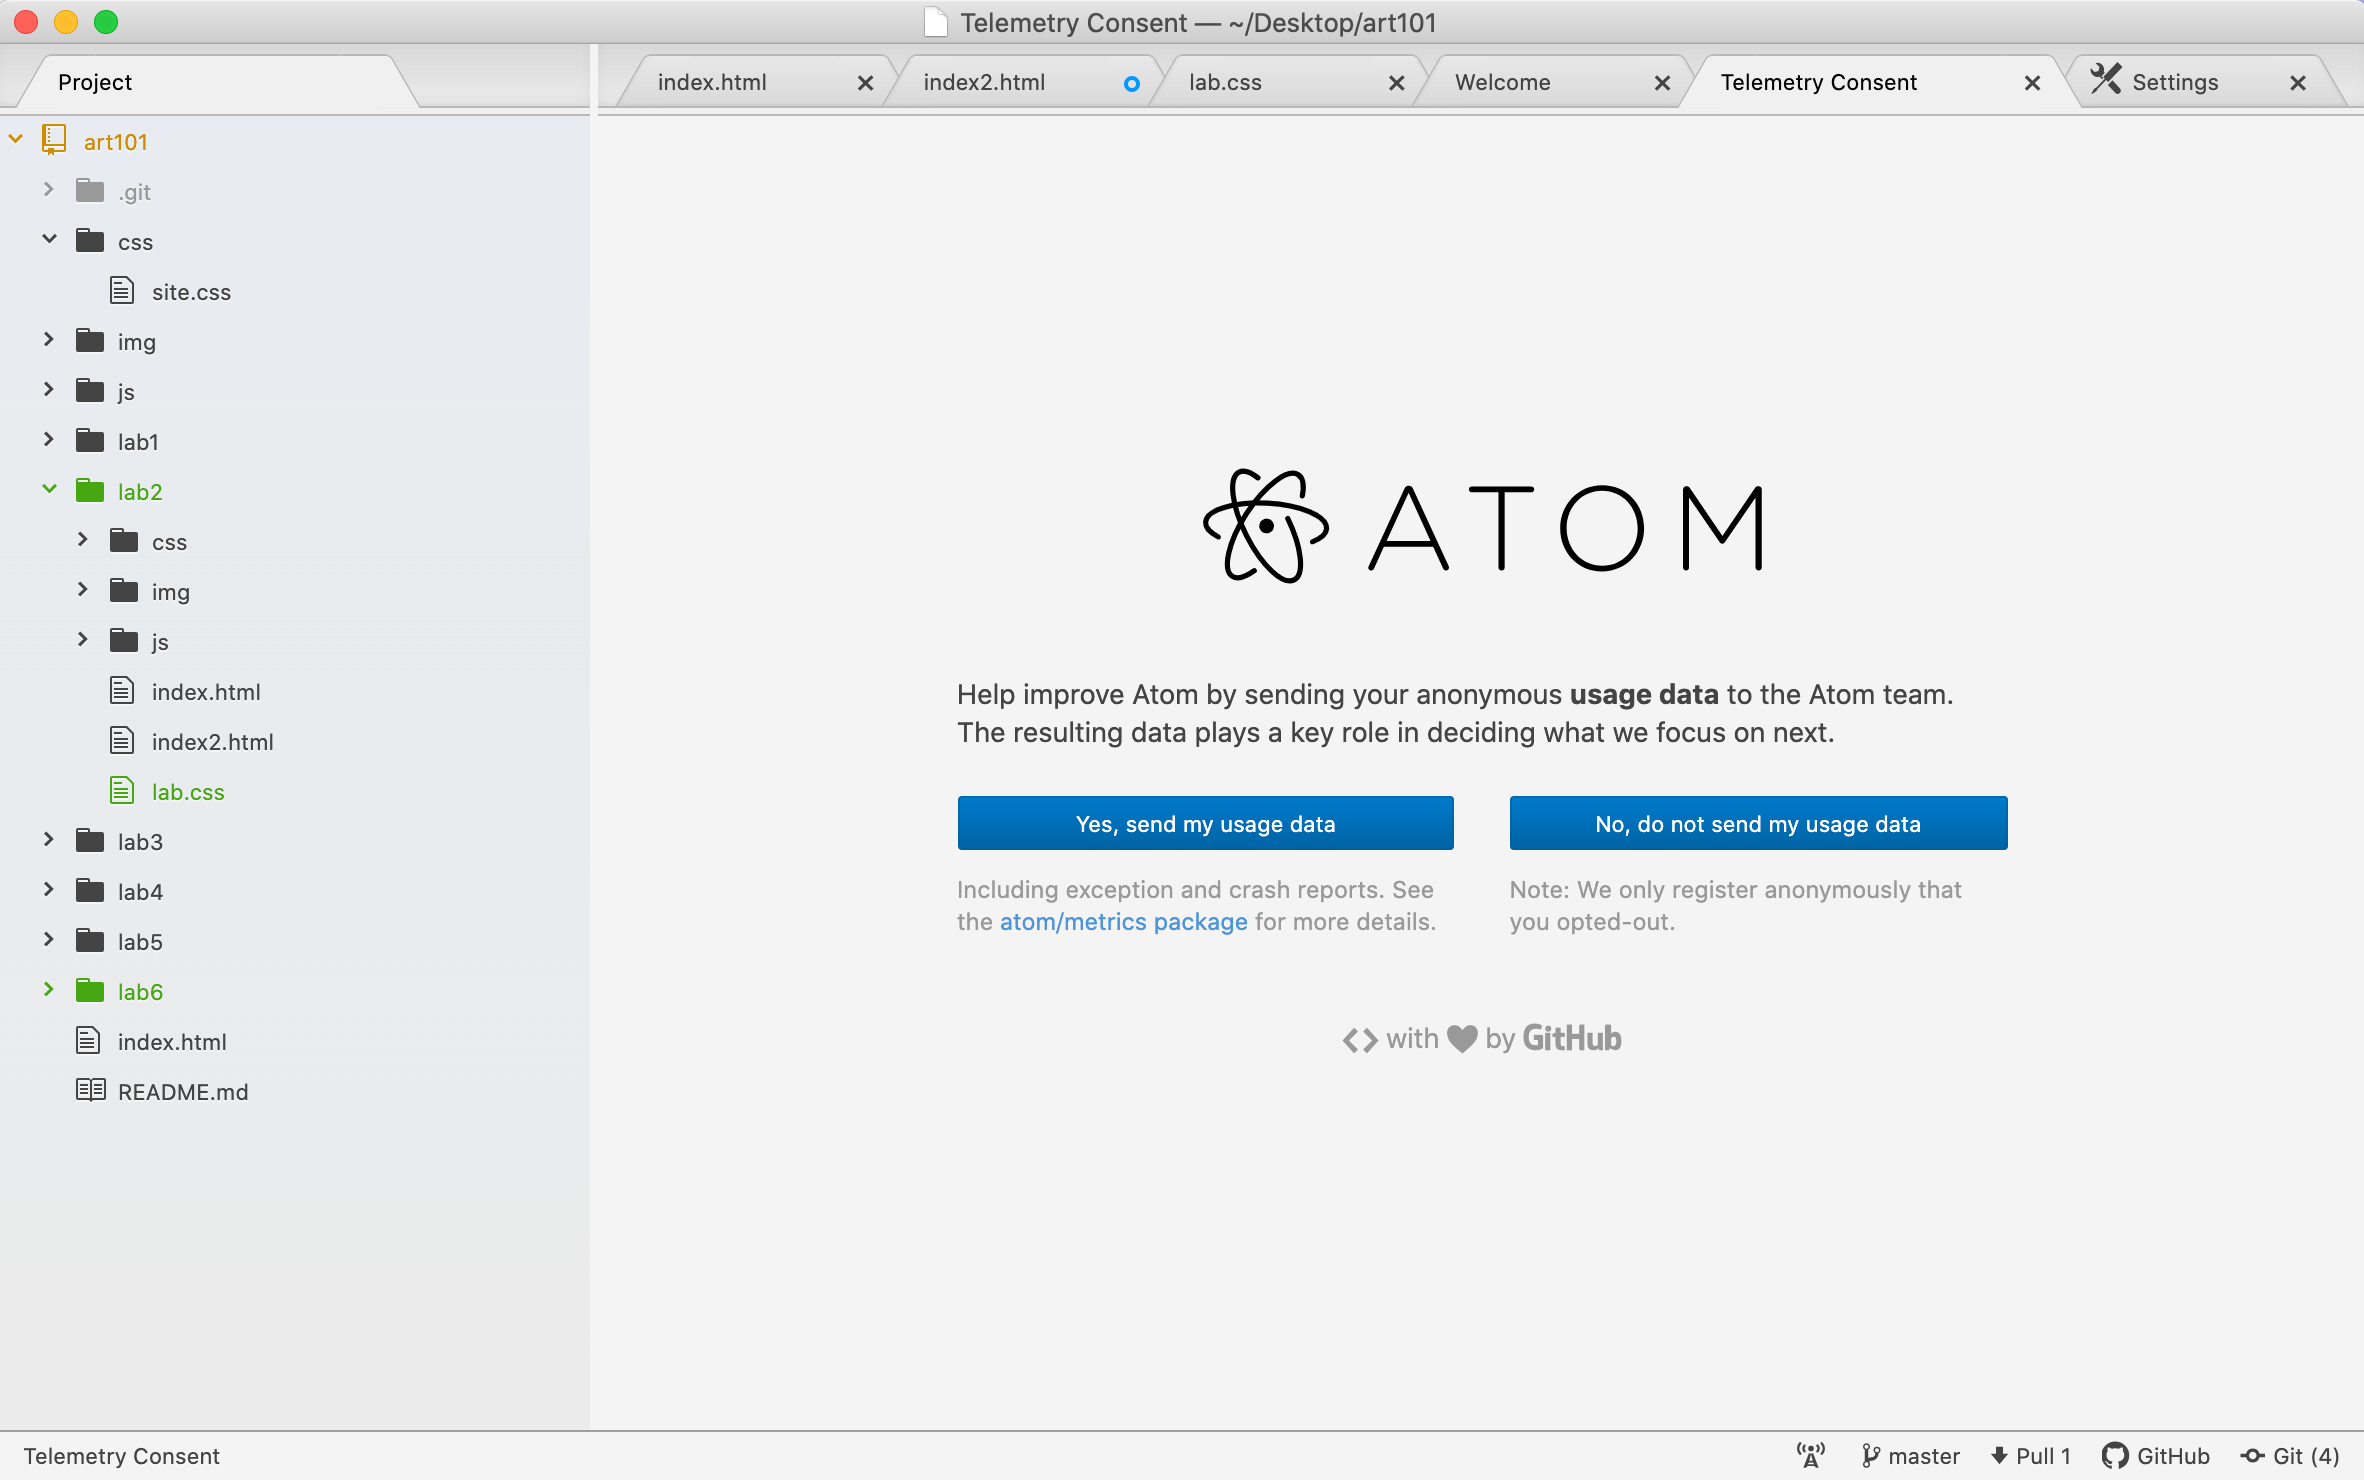 Telemetry Consent — ~/Desktop/art101
Project
index.html
index2.html
lab.css
Welcome
Telemetry Consent
Settings
art101
.git
css
site.css
img
js
lab1
lab2
css
img
js
index.html
index2.html
lab.css
lab3
lab4
lab5
lab6
index.html
README.md
ATOM
Help improve Atom by sending your anonymous usage data to the Atom team.
The resulting data plays a key role in deciding what we focus on next.
Yes, send my usage data
Including exception and crash reports. See
the atom/metrics package for more details.
No, do not send my usage data
Note: We only register anonymously that
you opted-out.
<> with ♥ by GitHub
Telemetry Consent
master
Pull 1
GitHub
Git (4)